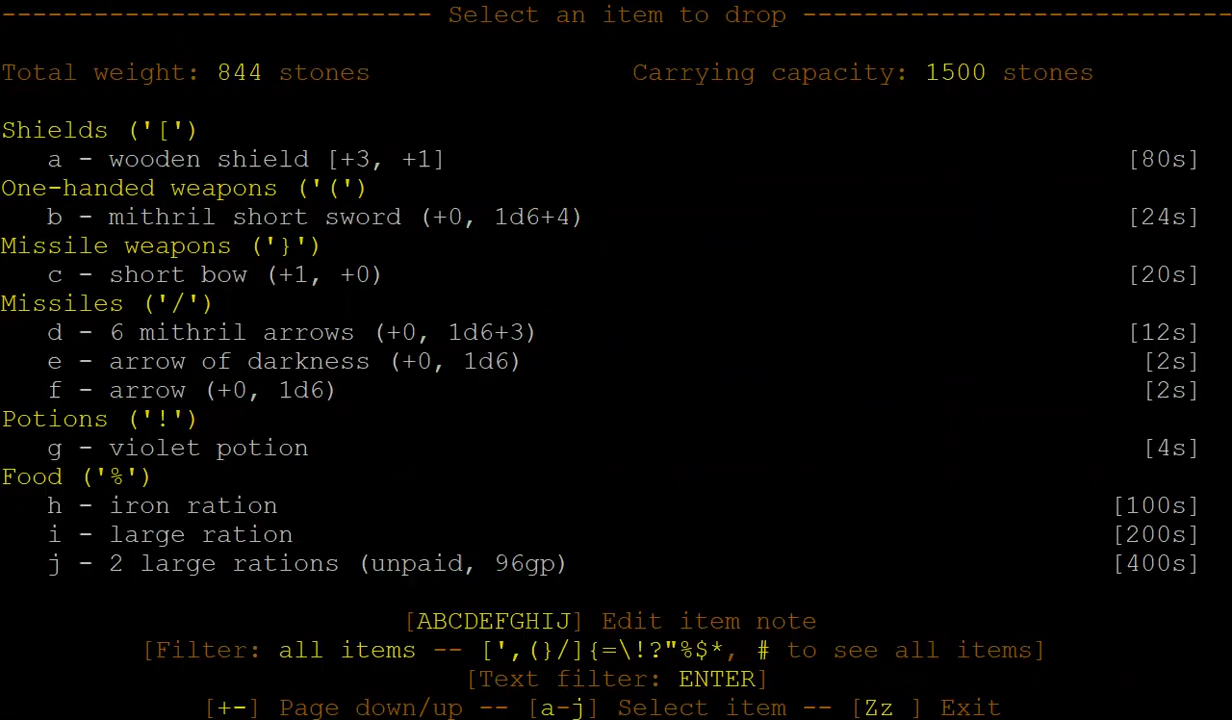 ---------------------------- Select an item to drop ----------------------------
Total weight: 844 stones Carrying capacity: 1500 stones
Shields ('[')
a - wooden shield [+3, +1] [80s]
One-handed weapons ('(')
b - mithril short sword (+0, 1d6+4) [24s]
Missile weapons ('}')
c - short bow (+1, +0) [20s]
Missiles ('/')
d - 6 mithril arrows (+0, 1d6+3) [12s]
e - arrow of darkness (+0, 1d6) [2s]
f - arrow (+0, 1d6) [2s]
Potions ('!')
g - violet potion [4s]
Food ('%')
h - iron ration [100s]
i - large ration [200s]
j - 2 large rations (unpaid, 96gp) [400s]
[ABCDEFGHIJ] Edit item note
[Filter: all items -- [',(}/]{=\!?"%$*, # to see all items]
[Text filter: ENTER]
[+-] Page down/up -- [a-j] Select item -- [Zz ] Exit